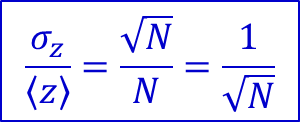 σ_z / ⟨z⟩ = √N / N = 1 / √N